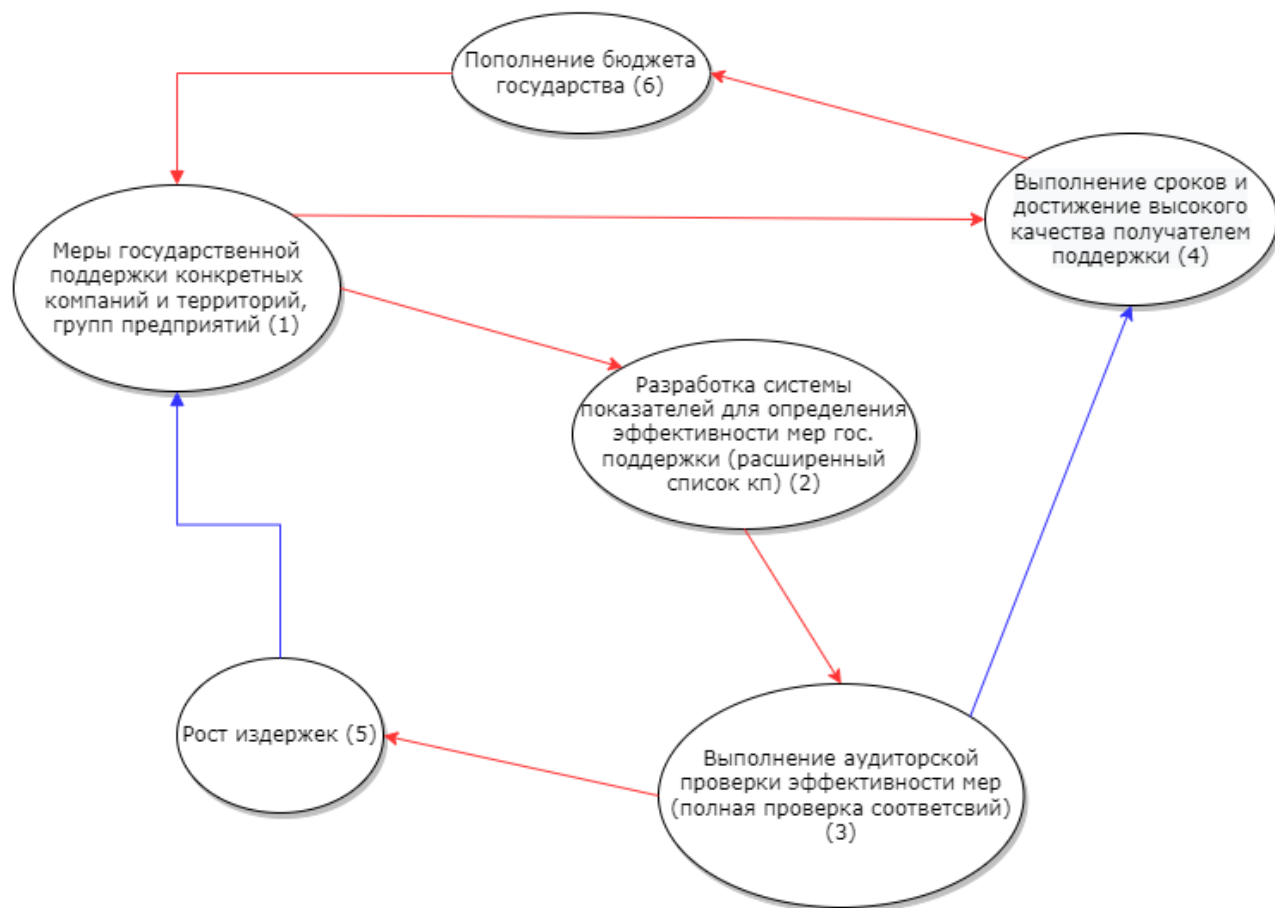 Пополнение бюджета
государства (6)
Выполнение сроков и
достижение высокого
качества получателем
поддержки (4)
Меры государственной
поддержки конкретных
компаний и территорий,
групп предприятий (1)
Разработка системы
показателей для определения
эффективности мер гос.
поддержки (расширенный
список кп) (2)
Рост издержек (5)
Выполнение аудиторской
проверки эффективности мер
(полная проверка соответсвий)
(3)